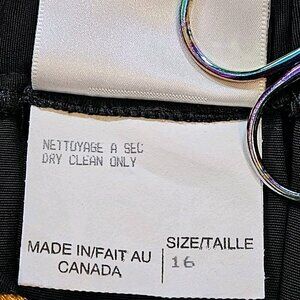 NETTOYAGE A SEC
DRY CLEAN ONLY
MADE IN/FAIT AU
CANADA
SIZE/TAILLE
16